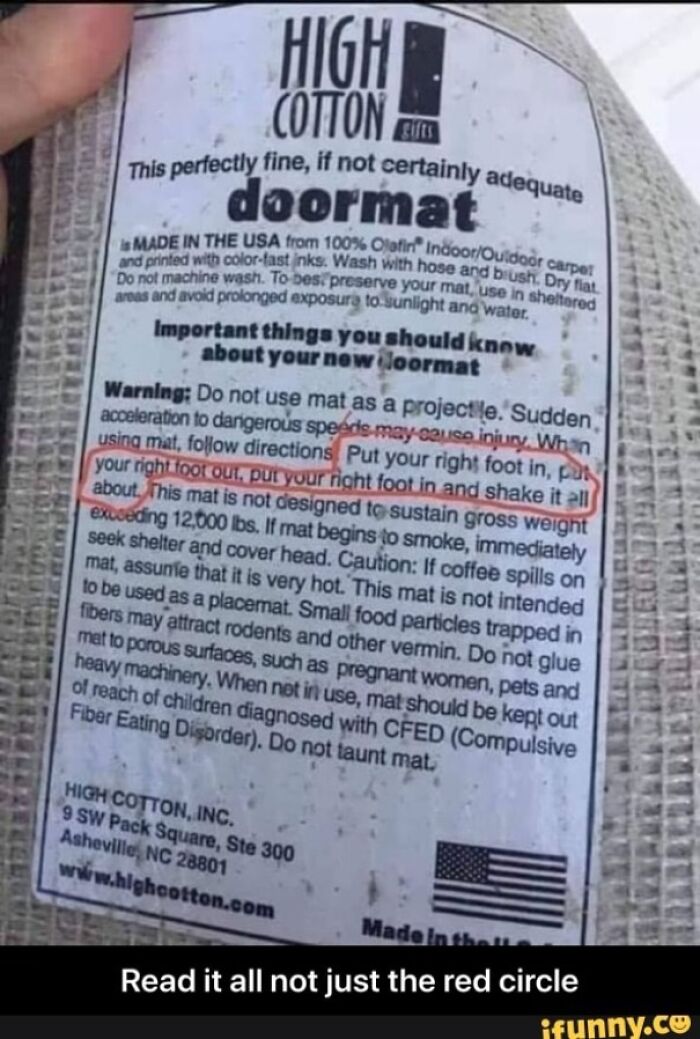 HIGH
COTTON
gifts
This perfectly fine, if not certainly adequate
doormat
is MADE IN THE USA from 100% Olefin® Indoor/Outdoor carpet
and printed with color-fast inks. Wash with hose and brush. Dry flat.
Do not machine wash. To best preserve your mat, use in sheltered
areas and avoid prolonged exposure to sunlight and water.
Important things you should know
about your new doormat
Warning: Do not use mat as a projectile. Sudden
acceleration to dangerous speeds may cause injury. When
using mat, follow directions: Put your right foot in, put
your right foot out, put your right foot in and shake it all
about. This mat is not designed to sustain gross weight
exceeding 12,000 lbs. If mat begins to smoke, immediately
seek shelter and cover head. Caution: If coffee spills on
mat, assume that it is very hot. This mat is not intended
to be used as a placemat. Small food particles trapped in
fibers may attract rodents and other vermin. Do not glue
mat to porous surfaces, such as pregnant women, pets and
heavy machinery. When not in use, mat should be kept out
of reach of children diagnosed with CFED (Compulsive
Fiber Eating Disorder). Do not taunt mat.
HIGH COTTON, INC.
9 SW Pack Square, Ste 300
Asheville, NC 28801
www.highcotton.com
Made in the U.S.
Read it all not just the red circle
ifunny.co